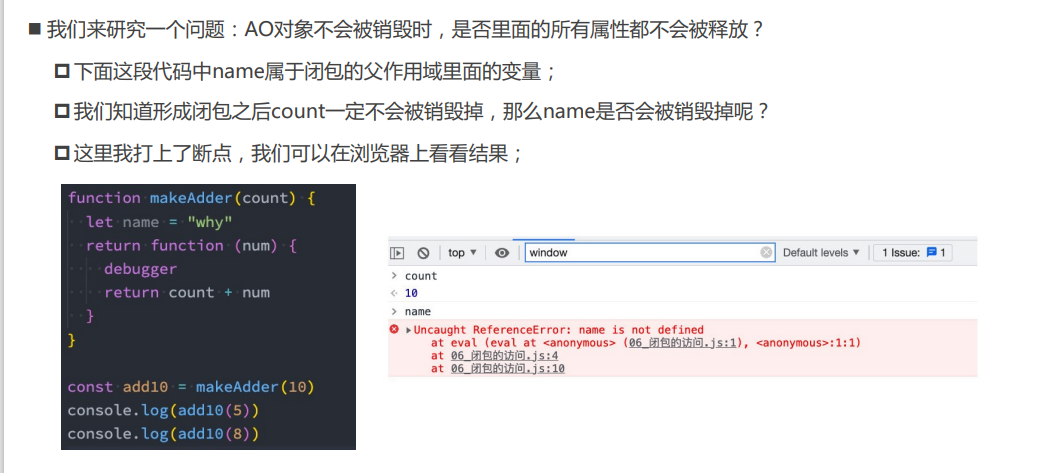 我们来研究一个问题：AO对象不会被销毁时，是否里面的所有属性都不会被释放？
下面这段代码中name属于闭包的父作用域里面的变量；
我们知道形成闭包之后count一定不会被销毁掉，那么name是否会被销毁掉呢？
这里我打上了断点，我们可以在浏览器上看看结果；
function makeAdder(count) {
let name = "why"
return function (num) {
debugger
return count + num
}
}
const add10 = makeAdder(10)
console.log(add10(5))
console.log(add10(8))
top ▼ window Default levels ▼ 1 Issue: 1
> count
10
> name
Uncaught ReferenceError: name is not defined
at eval (eval at <anonymous> (06_闭包的访问.js:1), <anonymous>:1:1)
at 06_闭包的访问.js:4
at 06_闭包的访问.js:10